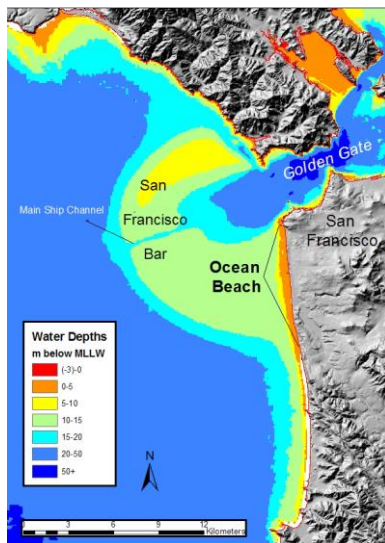 Golden Gate
San
Francisco
Bar
Main Ship Channel
San
Francisco
Ocean
Beach
Water Depths
m below MLLW
(-3)-0
0-5
5-10
10-15
15-20
20-50
50+
N
0 3 6 9 12
Kilometers